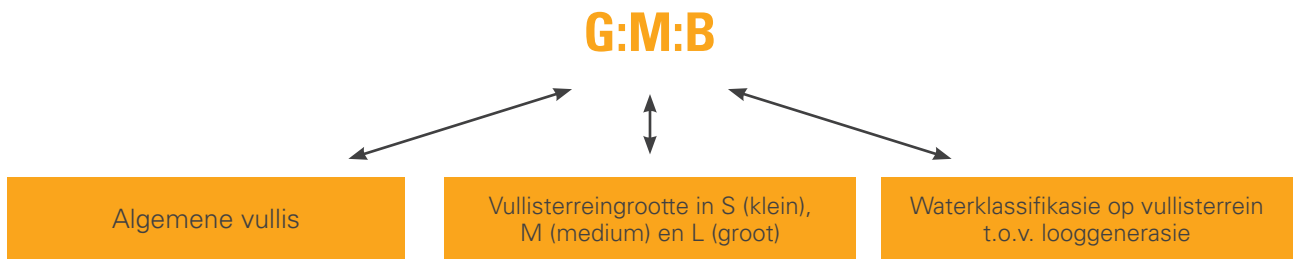 G:M:B
Algemene vullis
Vullisterreingrootte in S (klein),
M (medium) en L (groot)
Waterklassifikasie op vullisterrein
t.o.v. looggenerasie